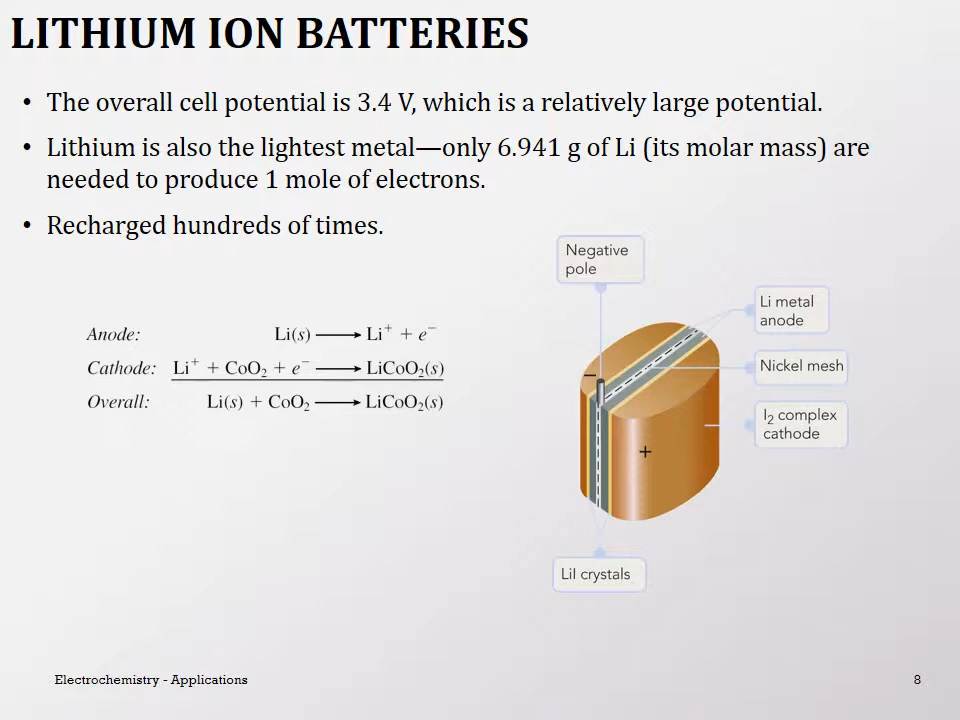 LITHIUM ION BATTERIES
• The overall cell potential is 3.4 V, which is a relatively large potential.
• Lithium is also the lightest metal—only 6.941 g of Li (its molar mass) are
needed to produce 1 mole of electrons.
• Recharged hundreds of times.
Anode: Li(s) ⟶ Li⁺ + e⁻
Cathode: Li⁺ + CoO₂ + e⁻ ⟶ LiCoO₂(s)
Overall: Li(s) + CoO₂ ⟶ LiCoO₂(s)
Negative
pole
Li metal
anode
Nickel mesh
I₂ complex
cathode
−
+
LiI crystals
Electrochemistry - Applications
8